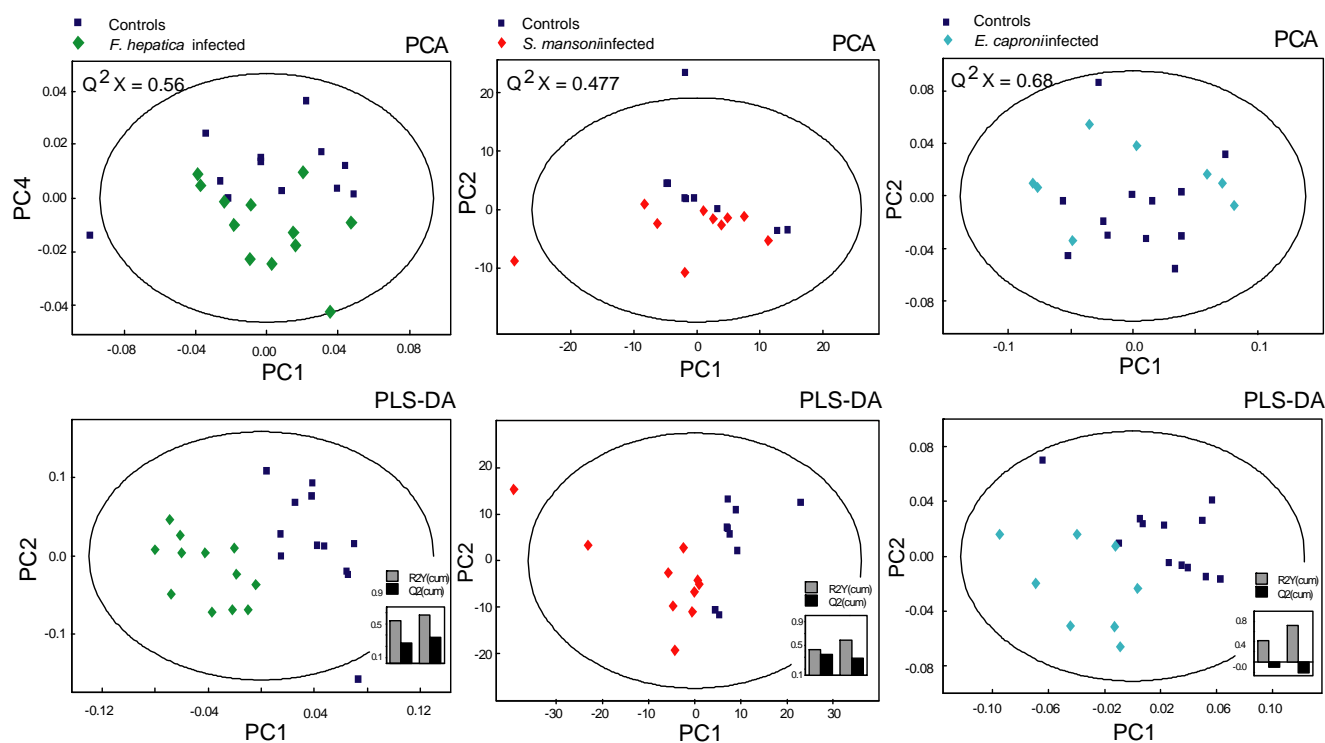 Controls
F. hepatica infected
PCA
Controls
S. mansoniinfected
PCA
Controls
E. caproniinfected
PCA
Q2 X = 0.56
0.04
0.02
0.00
-0.02
-0.04
PC4
-0.08
-0.04
0.00
0.04
0.08
PC1
Q2 X = 0.477
20
10
0
-10
PC2
-20
-10
0
10
20
PC1
Q2 X = 0.68
0.08
0.04
0.00
-0.04
-0.08
PC2
-0.1
0.0
0.1
PC1
PLS-DA
0.1
0.0
-0.1
PC2
R2Y(cum)
Q2(cum)
0.9
0.5
0.1
-0.12
-0.04
0.04
0.12
PC1
PLS-DA
20
10
0
-10
-20
PC2
R2Y(cum)
Q2(cum)
0.9
0.5
0.1
-30
-20
-10
0
10
20
30
PC1
PLS-DA
0.08
0.04
0.00
-0.04
-0.08
PC2
R2Y(cum)
Q2(cum)
0.8
0.4
-0.0
-0.10
-0.06
-0.02
0.02
0.06
0.10
PC1